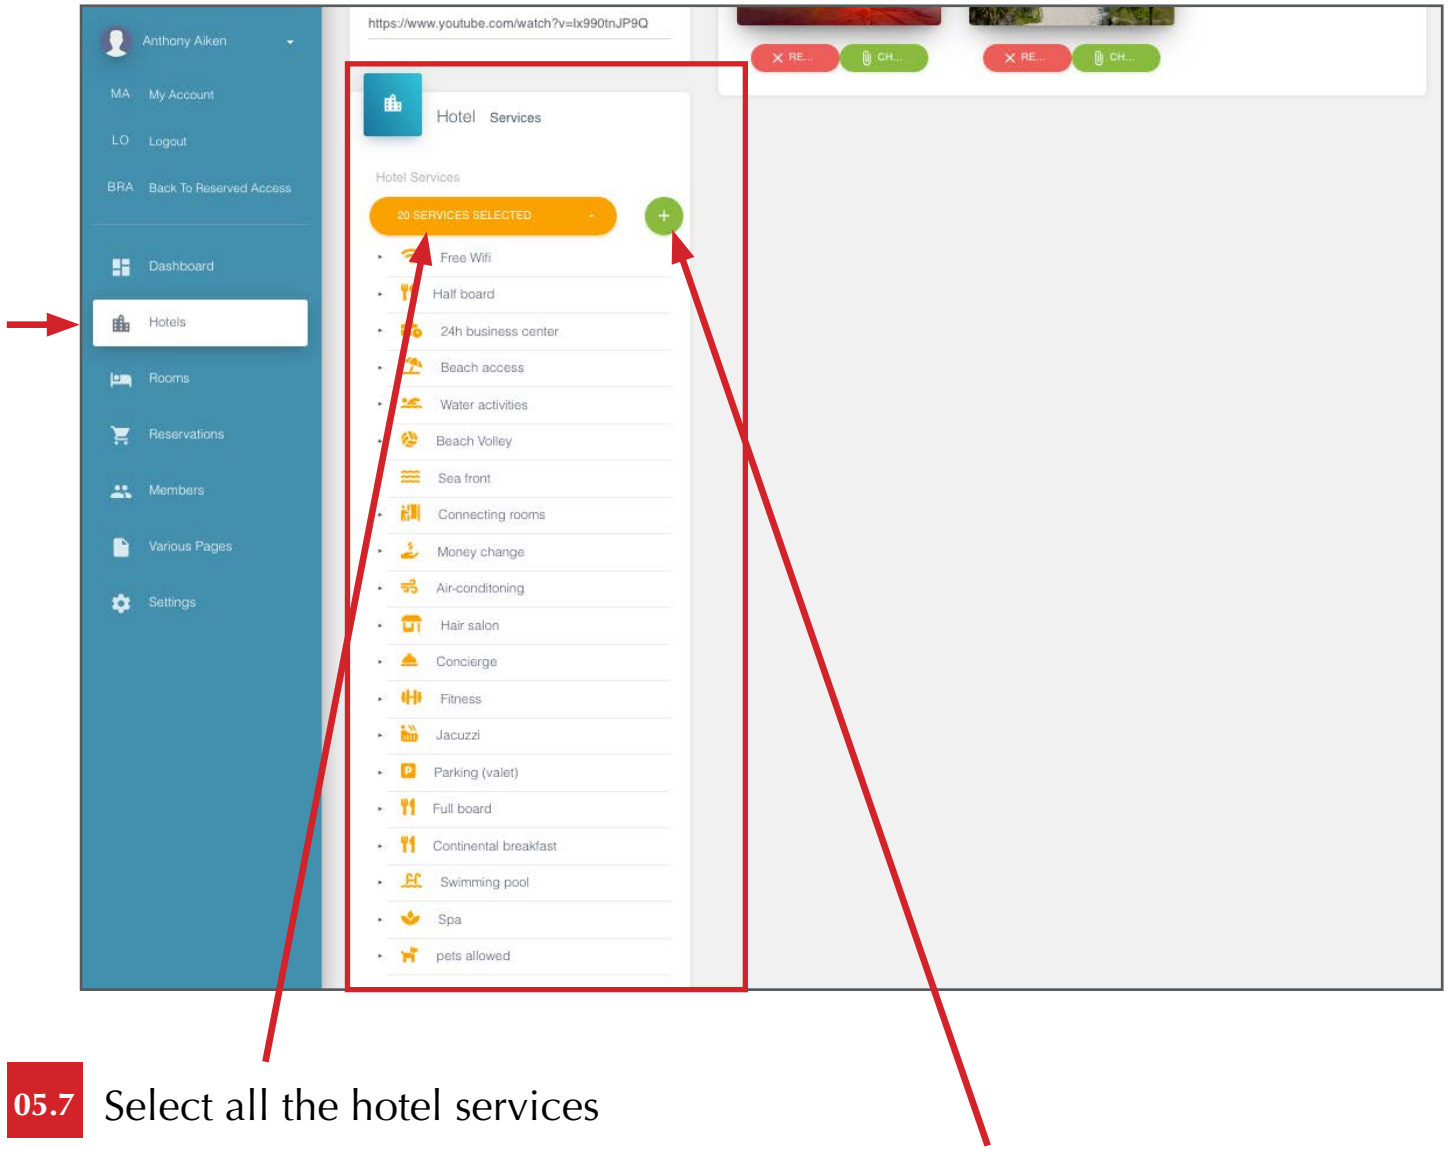 Anthony Aiken
MA My Account
LO Logout
BRA Back To Reserved Access
Dashboard
Hotels
Rooms
Reservations
Members
Various Pages
Settings
https://www.youtube.com/watch?v=lx990tnJP9Q
RE...
CH...
RE...
CH...
Hotel Services
Hotel Services
20 SERVICES SELECTED
Free Wifi
Half board
24h business center
Beach access
Water activities
Beach Volley
Sea front
Connecting rooms
Money change
Air-conditoning
Hair salon
Concierge
Fitness
Jacuzzi
P Parking (valet)
Full board
Continental breakfast
Swimming pool
Spa
pets allowed
05.7 Select all the hotel services